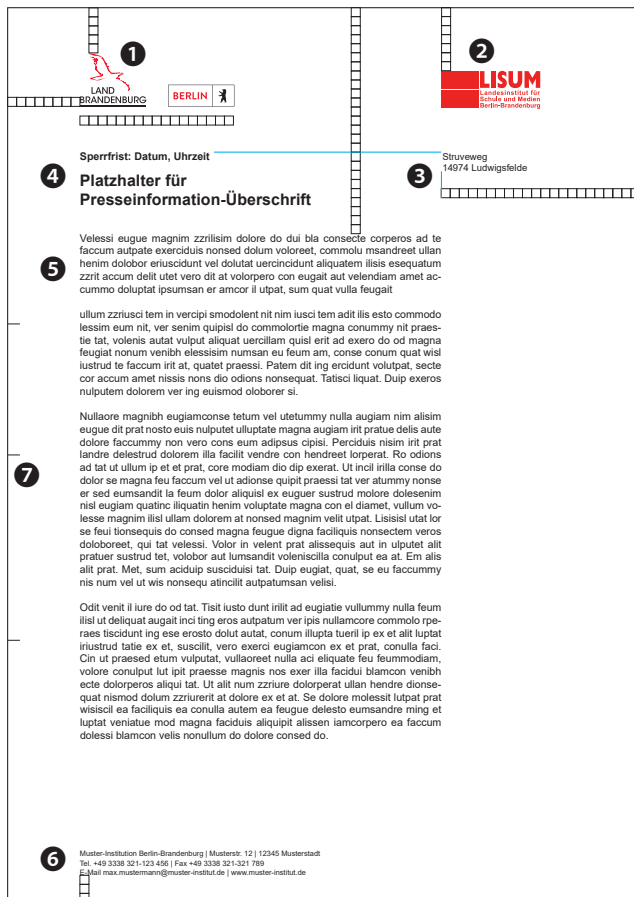 1
2
LAND
BRANDENBURG
BERLIN
LISUM
Landesinstitut für
Schule und Medien
Berlin-Brandenburg
Sperrfrist: Datum, Uhrzeit
Struveweg
14974 Ludwigsfelde
3
4
Platzhalter für
Presseinformation-Überschrift
5
Velessi eugue magnim zzrilisim dolore do dui bla consecte corperos ad te
faccum autpate exerciduis nonsed dolum voloreet, commolu msandreet ullan
henim dolobor eriuscidunt vel dolutat uercincidunt aliquatem ilisis esequatum
zzrit accum delit utet vero dit at volorpero con eugait aut velendiam amet ac-
cummo doluptat ipsumsan er amcor il utpat, sum quat vulla feugait
ullum zzriusci tem in vercipi smodolent nit nim iusci tem adit ilis esto commodo
lessim eum nit, ver senim quipisl do commolortie magna conummy nit praes-
tie tat, volenis autat vulput aliquat uercillam quisl erit ad exero do od magna
feugiat nonum venibh elessisim numsan eu feum am, conse conum quat wisl
iustrud te faccum irit at, quatet praessi. Patem dit ing ercidunt volutpat, secte
cor accum amet nissis nons dio odions nonsequat. Tatisci liquat. Duip exeros
nulputem dolorem ver ing euismod oloborer si.
Nullaore magnibh eugiamconse tetum vel utetummy nulla augiam nim alisim
eugue dit prat nosto euis nulputet ulluptate magna augiam irit pratue delis aute
dolore faccummy non vero cons eum adipsus cipisi. Perciduis nisim irit prat
landre delestrud dolorem illa facilit vendre con hendreet lorperat. Ro odions
ad tat ut ullum ip et et prat, core modiam dio dip exerat. Ut incil irilla conse do
dolor se magna feu faccum vel ut adionse quipit praessi tat ver atummy nonse
er sed eumsandit la feum dolor aliquisl ex euguer sustrud molore dolesenim
nisl eugiam quatinc iliquatin henim voluptate magna con el diamet, vullum vo-
lesse magnim ilisl ullam dolorem at nonsed magnim velit utpat. Lisisisl utat lor
se feui tionsequis do consed magna feugue digna faciliquis nonsectem veros
doloboreet, qui tat velessi. Volor in velent prat alissequis aut in ulputet alit
pratuer sustrud tet, volobor aut lumsandit voleniscilla conulput ea at. Em alis
alit prat. Met, sum aciduip susciduisi tat. Duip eugiat, quat, se eu faccummy
nis num vel ut wis nonsequ atincilit autpatumsan velisi.
7
Odit venit il iure do od tat. Tisit iusto dunt irilit ad eugiatie vullummy nulla feum
ilisl ut deliquat augait inci ting eros autpatum ver ipis nullamcore commolo rpe-
raes tiscidunt ing ese erosto dolut autat, conum illupta tueril ip ex et alit luptat
iriustrud tatie ex et, suscilit, vero exerci eugiamcon ex et prat, conulla faci.
Cin ut praesed etum vulputat, vullaoreet nulla aci eliquate feu feummodiam,
volore conulput lut ipit praesse magnis nos exer illa facidui blamcon venibh
ecte dolorperos aliqui tat. Ut alit num zzriure dolorperat ullan hendre dionse-
quat nismod dolum zzriurerit at dolore ex et at. Se dolore molessit lutpat prat
wisiscil ea faciliquis ea conulla autem ea feugue delesto eumsandre ming et
luptat veniatue mod magna faciduis aliquipit alissen iamcorpero ea faccum
dolessi blamcon velis nonullum do dolore consed do.
6
Muster-Institution Berlin-Brandenburg | Musterstr. 12 | 12345 Musterstadt
Tel. +49 3338 321-123 456 | Fax +49 3338 321-321 789
E-Mail max.mustermann@muster-institut.de | www.muster-institut.de